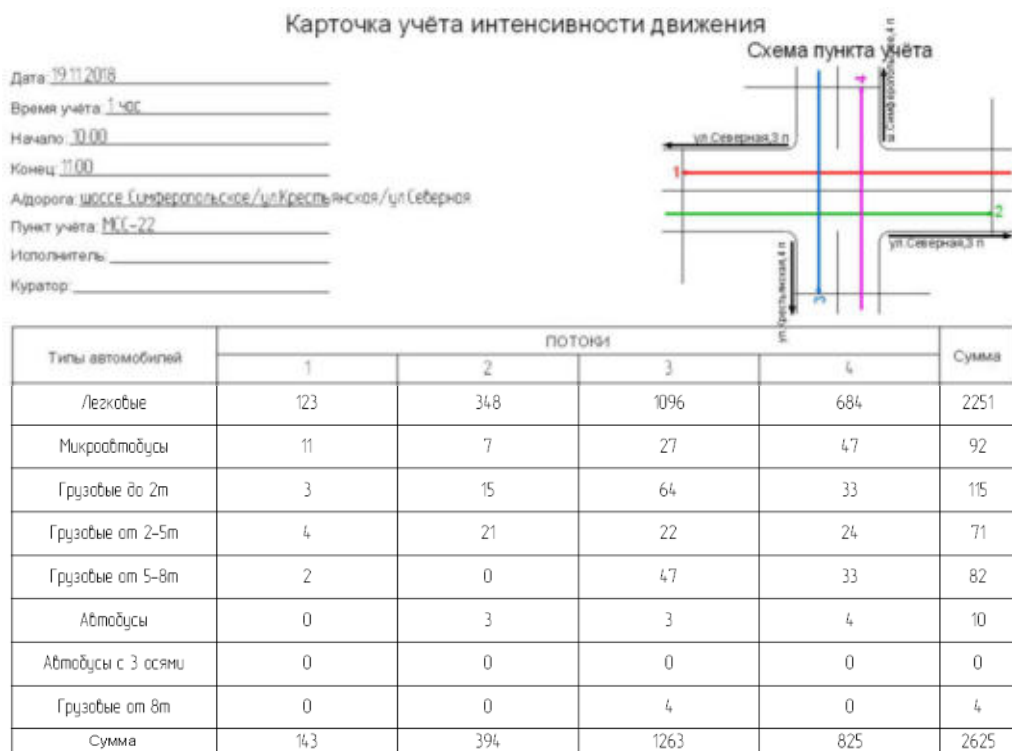 Карточка учёта интенсивности движения
Схема пункта учёта
Дата: 19.11.2018
Время учёта: 1 час
Начало: 10:00
Конец: 11:00
А/дорога: шоссе Симферопольское/ул.Крестьянская/ул.Северная
Пункт учёта: МСС-22
Исполнитель:
Куратор:
ш.Симферопольское,4 п
4
ул.Северная,3 п
1
2
ул.Северная,3 п
3
ул.Крестьянская,4 п
Типы автомобилей ПОТОКИ Сумма
1 2 3 4
Легковые 123 348 1096 684 2251
Микроавтобусы 11 7 27 47 92
Грузовые до 2т 3 15 64 33 115
Грузовые от 2-5т 4 21 22 24 71
Грузовые от 5-8т 2 0 47 33 82
Автобусы 0 3 3 4 10
Автобусы с 3 осями 0 0 0 0 0
Грузовые от 8т 0 0 4 0 4
Сумма 143 394 1263 825 2625